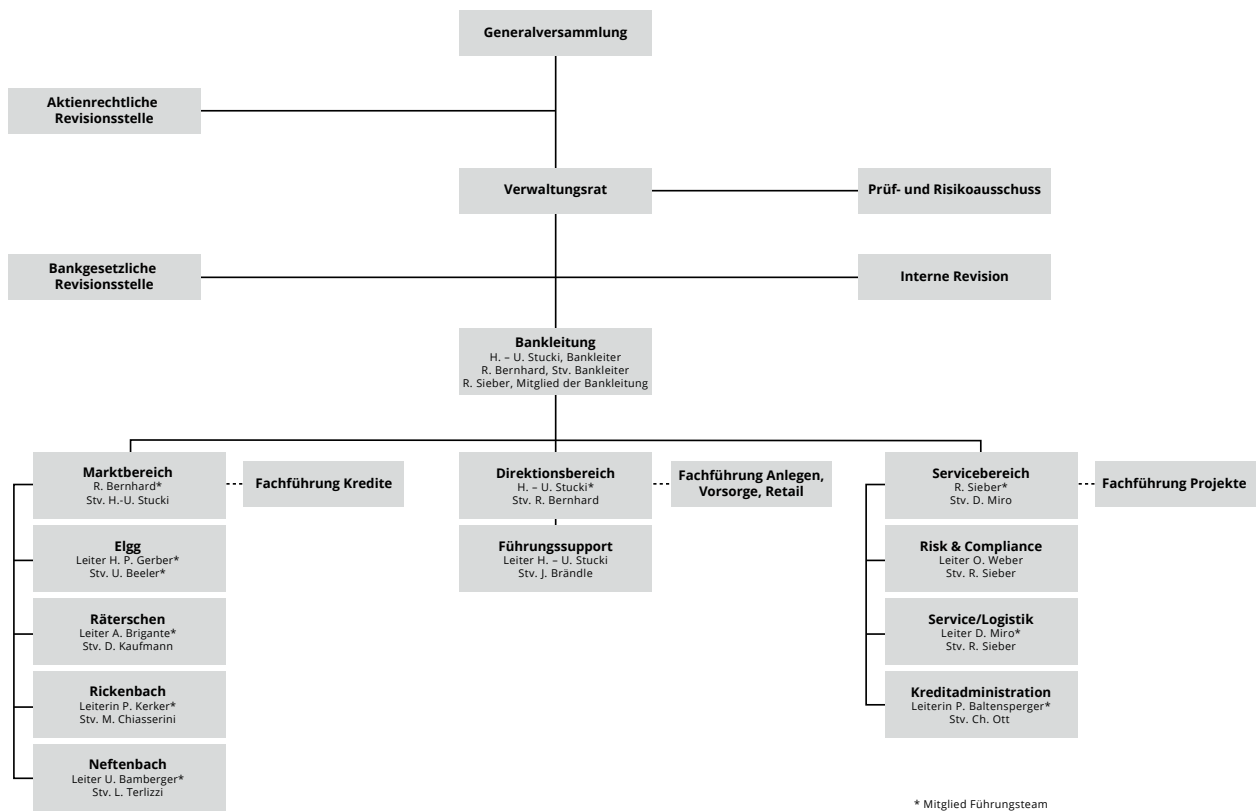 Generalversammlung
Aktienrechtliche
Revisionsstelle
Verwaltungsrat
Prüf- und Risikoausschuss
Bankgesetzliche
Revisionsstelle
Interne Revision
Bankleitung
H. – U. Stucki, Bankleiter
R. Bernhard, Stv. Bankleiter
R. Sieber, Mitglied der Bankleitung
Marktbereich
R. Bernhard*
Stv. H.-U. Stucki
Fachführung Kredite
Elgg
Leiter H. P. Gerber*
Stv. U. Beeler*
Räterschen
Leiter A. Brigante*
Stv. D. Kaufmann
Rickenbach
Leiterin P. Kerker*
Stv. M. Chiasserini
Neftenbach
Leiter U. Bamberger*
Stv. L. Terlizzi
Direktionsbereich
H. – U. Stucki*
Stv. R. Bernhard
Fachführung Anlegen,
Vorsorge, Retail
Führungssupport
Leiter H. – U. Stucki
Stv. J. Brändle
Servicebereich
R. Sieber*
Stv. D. Miro
Fachführung Projekte
Risk & Compliance
Leiter O. Weber
Stv. R. Sieber
Service/Logistik
Leiter D. Miro*
Stv. R. Sieber
Kreditadministration
Leiterin P. Baltensperger*
Stv. Ch. Ott
* Mitglied Führungsteam